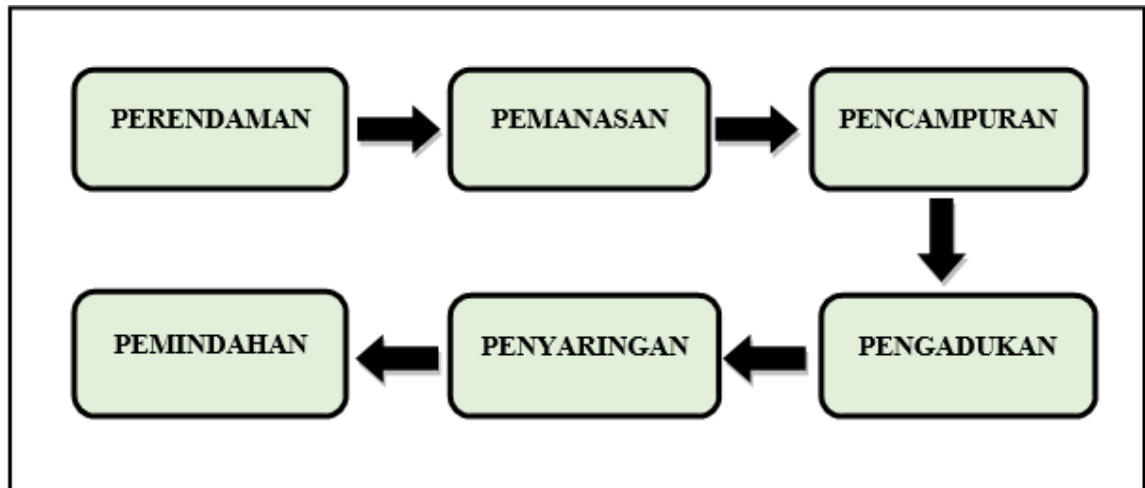 PERENDAMAN
PEMANASAN
PENCAMPURAN
PENGADUKAN
PENYARINGAN
PEMINDAHAN